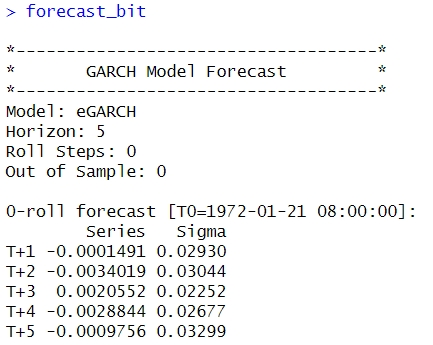 > forecast_bit
*------------------------------------*
*       GARCH Model Forecast         *
*------------------------------------*
Model: eGARCH
Horizon: 5
Roll Steps: 0
Out of Sample: 0
0-roll forecast [T0=1972-01-21 08:00:00]:
        Series   Sigma
T+1 -0.0001491 0.02930
T+2 -0.0034019 0.03044
T+3  0.0020552 0.02252
T+4 -0.0028844 0.02677
T+5 -0.0009756 0.03299